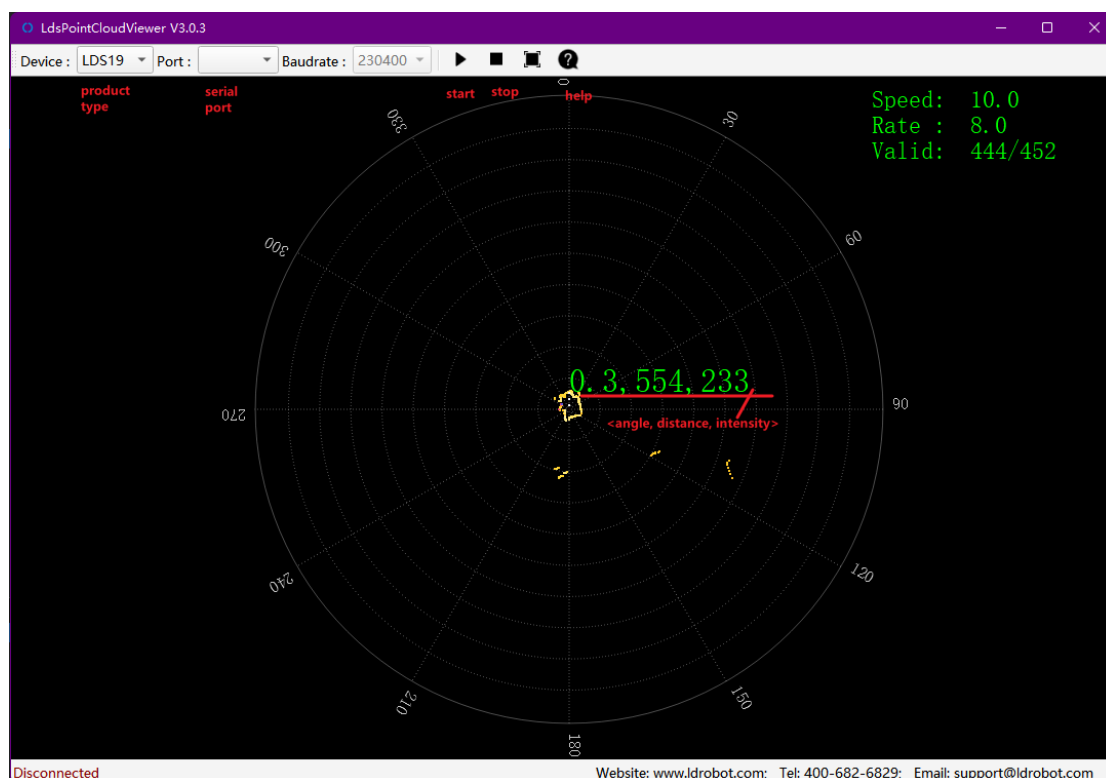 LdsPointCloudViewer V3.0.3
Device : LDS19 Port : Baudrate : 230400
product type
serial port
start
stop
help
Speed: 10.0
Rate : 8.0
Valid: 444/452
0
30
60
90
120
150
180
210
240
270
300
330
0.3,554,233
<angle, distance, intensity>
Disconnected
Website: www.ldrobot.com; Tel: 400-682-6829; Email: support@ldrobot.com